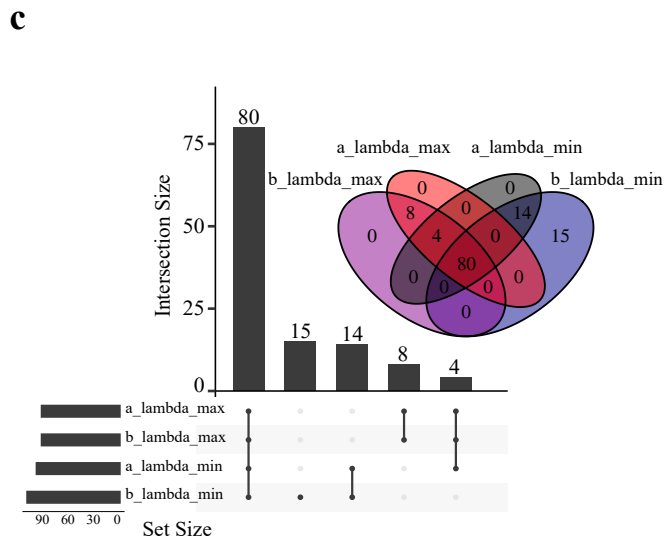 c
80
a_lambda_max
a_lambda_min
b_lambda_max
b_lambda_min
75
50
25
0
Intersection Size
0
0
8
0
14
0
4
0
15
80
0
0
0
0
0
15
14
8
4
a_lambda_max
b_lambda_max
a_lambda_min
b_lambda_min
90 60 30 0
Set Size